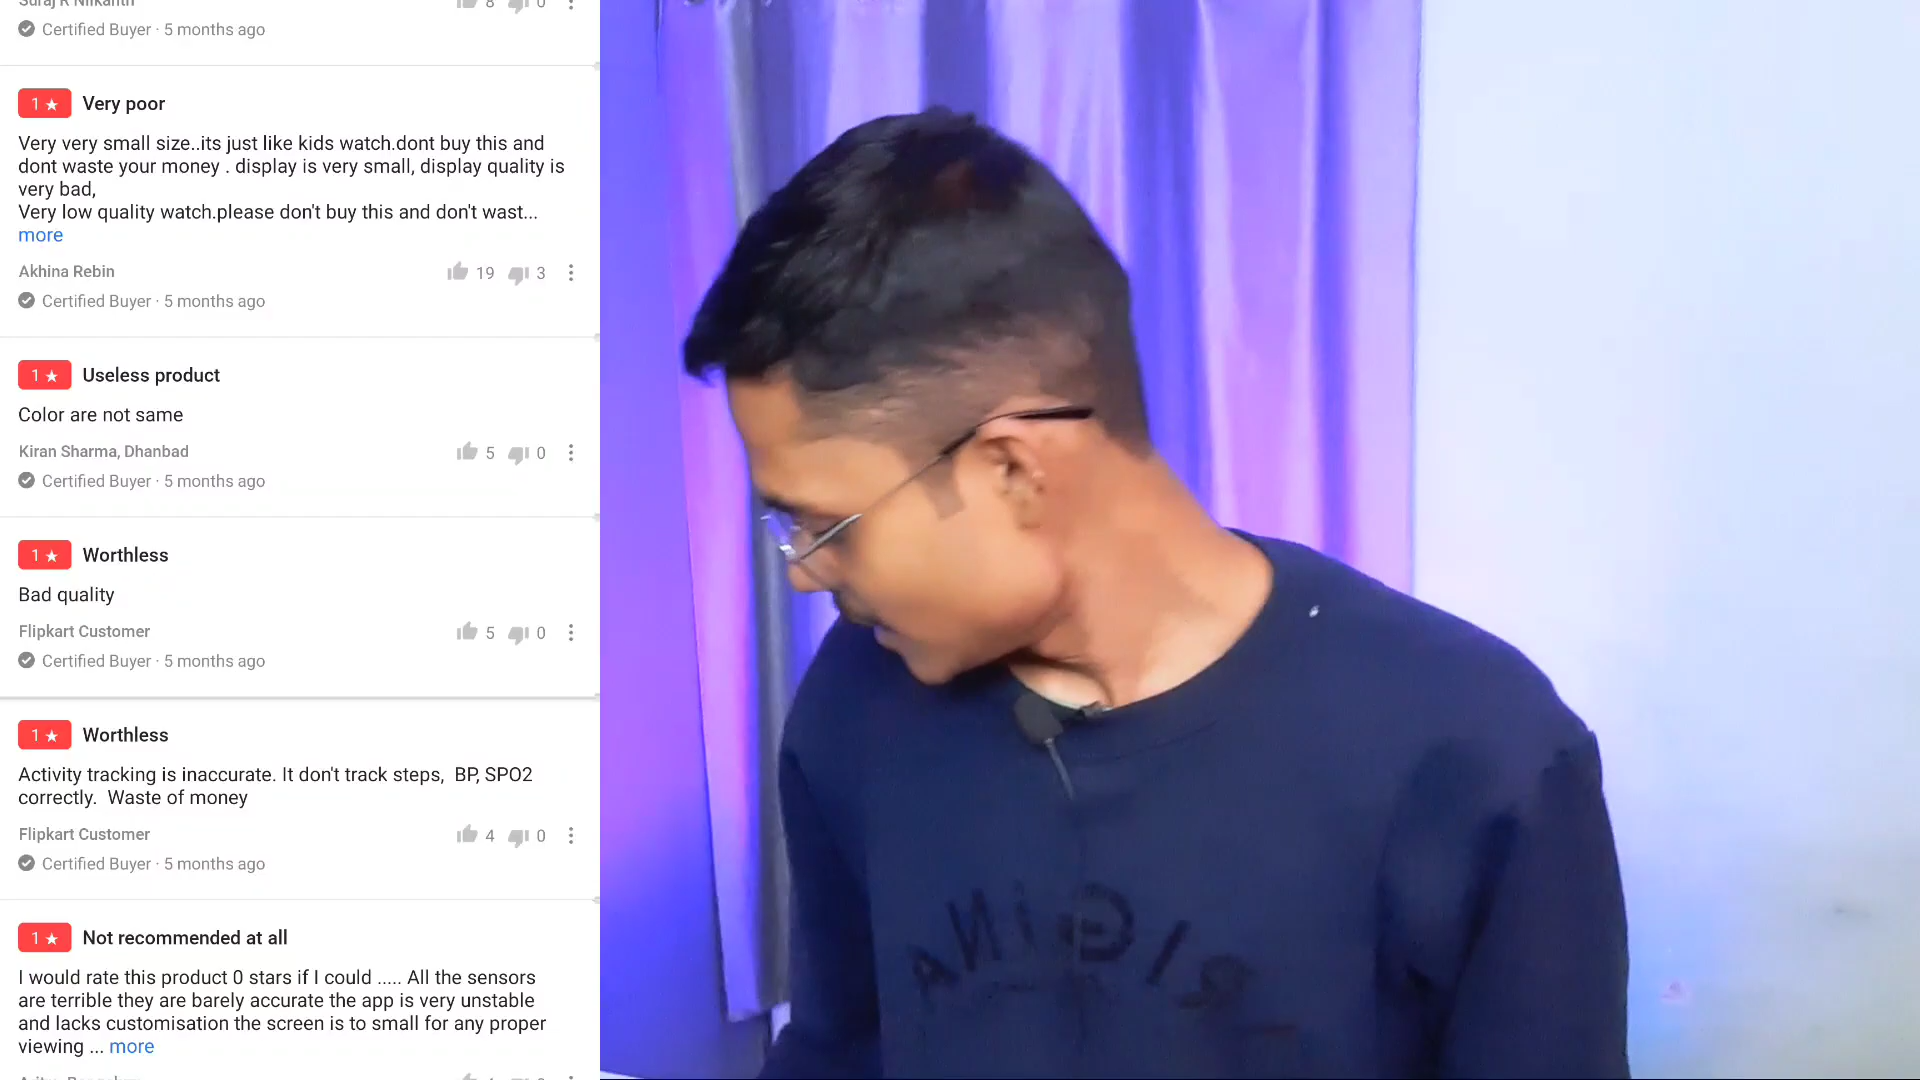 8 0
Certified Buyer · 5 months ago
1 ★ Very poor
Very very small size..its just like kids watch.dont buy this and
dont waste your money . display is very small, display quality is
very bad,
Very low quality watch.please don't buy this and don't wast...
more
Akhina Rebin 19 3
Certified Buyer · 5 months ago
1 ★ Useless product
Color are not same
Kiran Sharma, Dhanbad 5 0
Certified Buyer · 5 months ago
1 ★ Worthless
Bad quality
Flipkart Customer 5 0
Certified Buyer · 5 months ago
1 ★ Worthless
Activity tracking is inaccurate. It don't track steps,  BP, SPO2
correctly.  Waste of money
Flipkart Customer 4 0
Certified Buyer · 5 months ago
1 ★ Not recommended at all
I would rate this product 0 stars if I could ..... All the sensors
are terrible they are barely accurate the app is very unstable
and lacks customisation the screen is to small for any proper
viewing ... more